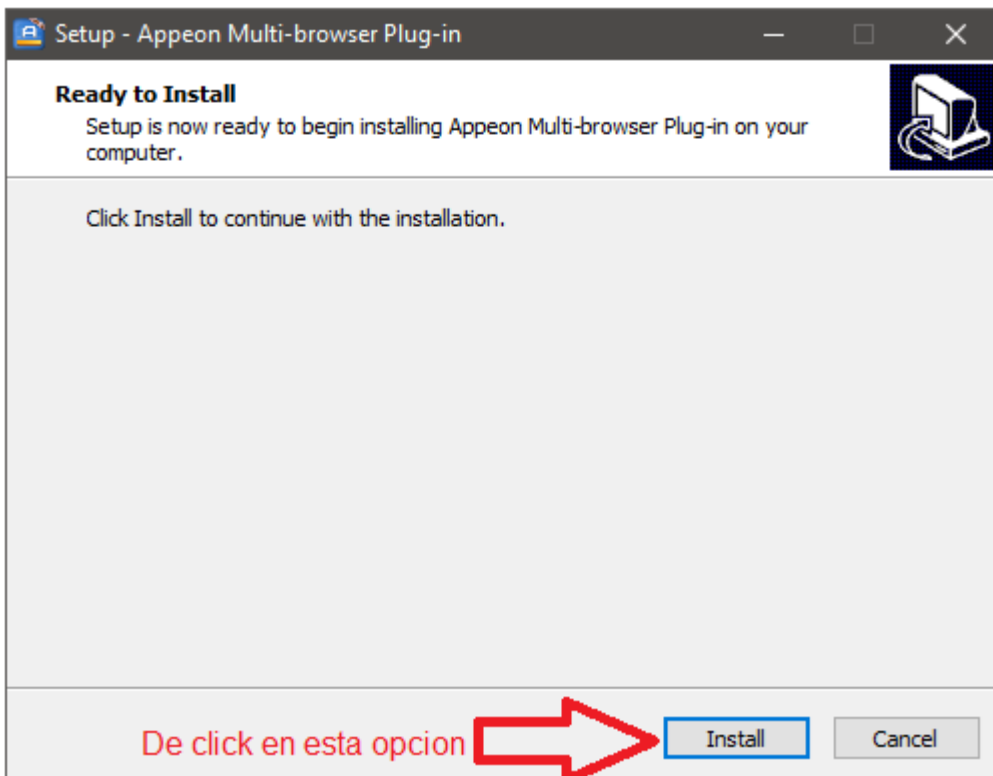 Setup - Appeon Multi-browser Plug-in
Ready to Install
Setup is now ready to begin installing Appeon Multi-browser Plug-in on your
computer.
Click Install to continue with the installation.
De click en esta opcion
Install
Cancel